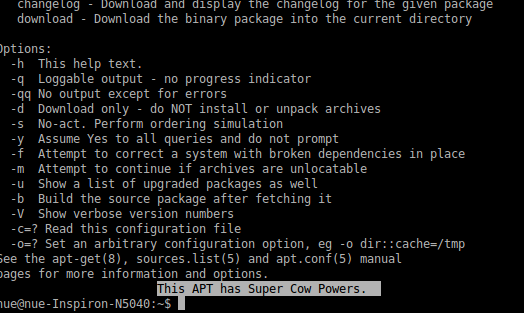 changelog - Download and display the changelog for the given package
download - Download the binary package into the current directory
Options:
-h This help text.
-q Loggable output - no progress indicator
-qq No output except for errors
-d Download only - do NOT install or unpack archives
-s No-act. Perform ordering simulation
-y Assume Yes to all queries and do not prompt
-f Attempt to correct a system with broken dependencies in place
-m Attempt to continue if archives are unlocatable
-u Show a list of upgraded packages as well
-b Build the source package after fetching it
-V Show verbose version numbers
-c=? Read this configuration file
-o=? Set an arbitrary configuration option, eg -o dir::cache=/tmp
See the apt-get(8), sources.list(5) and apt.conf(5) manual
pages for more information and options.
This APT has Super Cow Powers.
nue@nue-Inspiron-N5040:~$